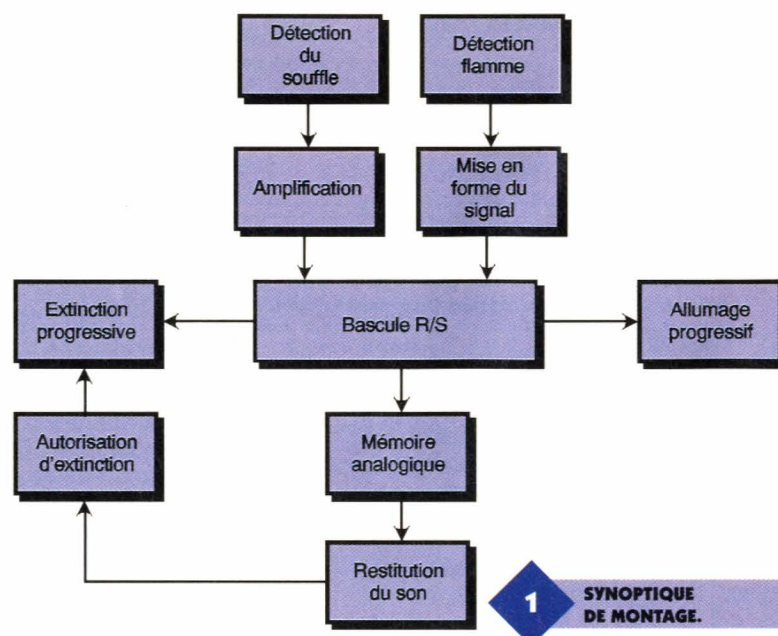 Détection
du
souffle
Détection
flamme
Amplification
Mise en
forme du
signal
Extinction
progressive
Bascule R/S
Allumage
progressif
Autorisation
d'extinction
Mémoire
analogique
Restitution
du son
1
SYNOPTIQUE
DE MONTAGE.